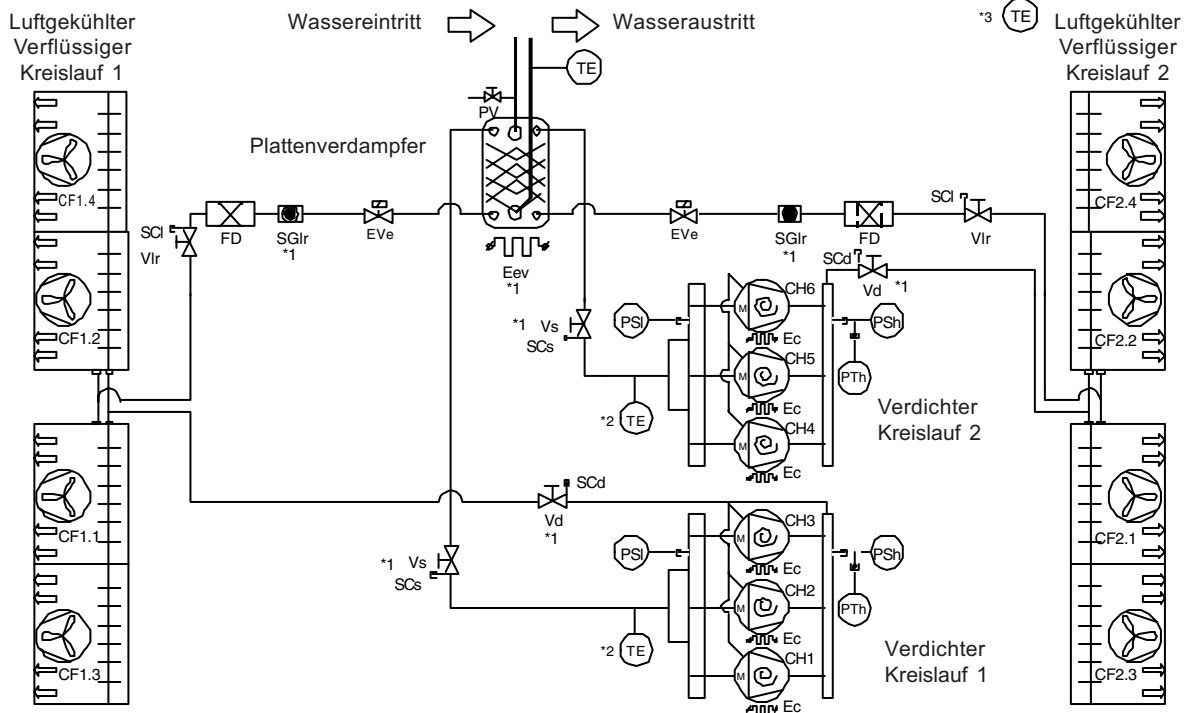 Luftgekühlter
Verflüssiger
Kreislauf 1
Wassereintritt
Wasseraustritt
*3 TE
Luftgekühlter
Verflüssiger
Kreislauf 2
TE
PV
Plattenverdampfer
CF1.4
SCl
Vlr
FD
SGlr
*1
EVe
Eev
*1
EVe
SGlr
*1
FD
SCl
Vlr
CF2.4
SCd
Vd
*1
CF1.2
*1 Vs
SCs
PSl
M
CH6
Ec
PSh
PTh
CF2.2
M
CH5
Ec
*2 TE
M
CH4
Ec
Verdichter
Kreislauf 2
CF1.1
SCd
Vd
*1
*1 Vs
SCs
PSl
M
CH3
Ec
PSh
PTh
CF2.1
M
CH2
Ec
*2 TE
M
CH1
Ec
Verdichter
Kreislauf 1
CF1.3
CF2.3